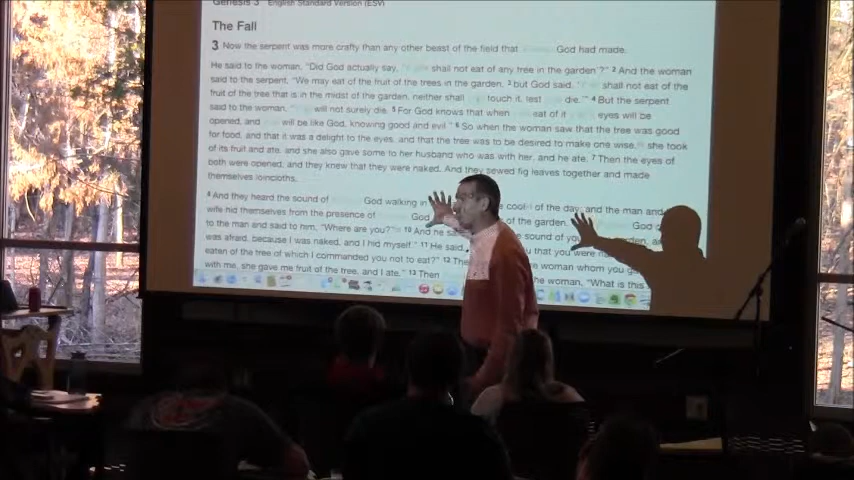 Genesis 3 English Standard Version (ESV)
The Fall
3 Now the serpent was more crafty than any other beast of the field that God had made.
He said to the woman, "Did God actually say, shall not eat of any tree in the garden'?" 2 And the woman
said to the serpent, "We may eat of the fruit of the trees in the garden, 3 but God said, shall not eat of the
fruit of the tree that is in the midst of the garden, neither shall touch it, lest die.'" 4 But the serpent
said to the woman, will not surely die. 5 For God knows that when eat of it eyes will be
opened, and will be like God, knowing good and evil." 6 So when the woman saw that the tree was good
for food, and that it was a delight to the eyes, and that the tree was to be desired to make one wise, she took
of its fruit and ate, and she also gave some to her husband who was with her, and he ate. 7 Then the eyes of
both were opened, and they knew that they were naked. And they sewed fig leaves together and made
themselves loincloths.
8 And they heard the sound of God walking in cool of the day, and the man and
wife hid themselves from the presence of God of the garden. God
to the man and said to him, "Where are you?" 10 And he sound of you in the
was afraid, because I was naked, and I hid myself." 11 He said, that you were
eaten of the tree of which I commanded you not to eat?" 12 The woman whom you
with me, she gave me fruit of the tree, and I ate." 13 Then woman, "What is this